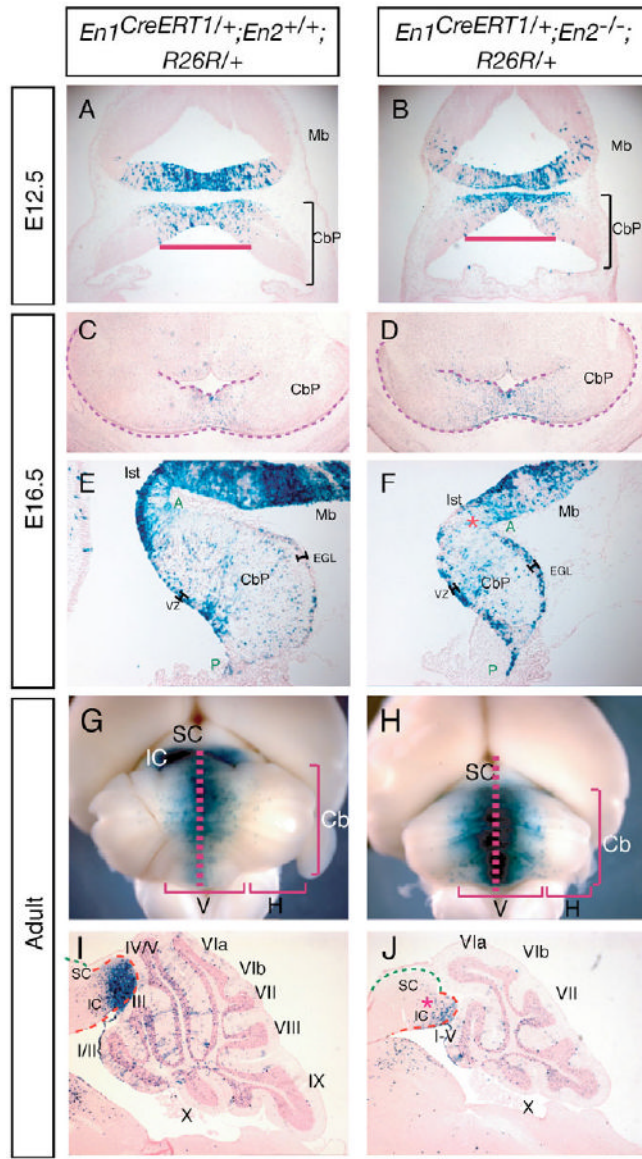 En1CreERT1/+;En2+/+;
R26R/+
En1CreERT1/+;En2-/-;
R26R/+
E12.5
A
Mb
CbP
B
Mb
CbP
E16.5
C
CbP
D
CbP
E
Ist
A
Mb
CbP
EGL
VZ
P
F
Ist
*
A
Mb
CbP
EGL
VZ
P
Adult
G
SC
IC
Cb
V
H
H
SC
Cb
V
H
I
IV/V
VIa
VIb
SC
VII
IC
III
VIII
I/II
IX
X
J
VIa
VIb
SC
VII
*
IC
I-V
X